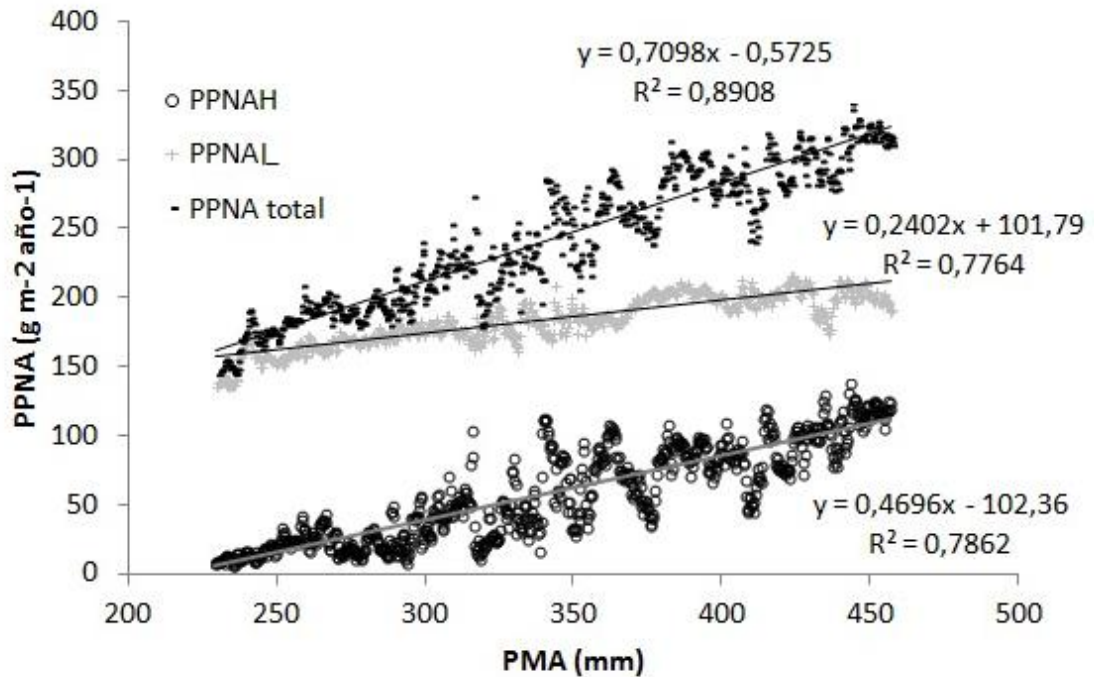 400
350
300
250
200
150
100
50
0
PPNA (g m-2 año-1)
y = 0,7098x - 0,5725
R² = 0,8908
PPNAH
PPNAL
PPNA total
y = 0,2402x + 101,79
R² = 0,7764
y = 0,4696x - 102,36
R² = 0,7862
200 250 300 350 400 450 500
PMA (mm)